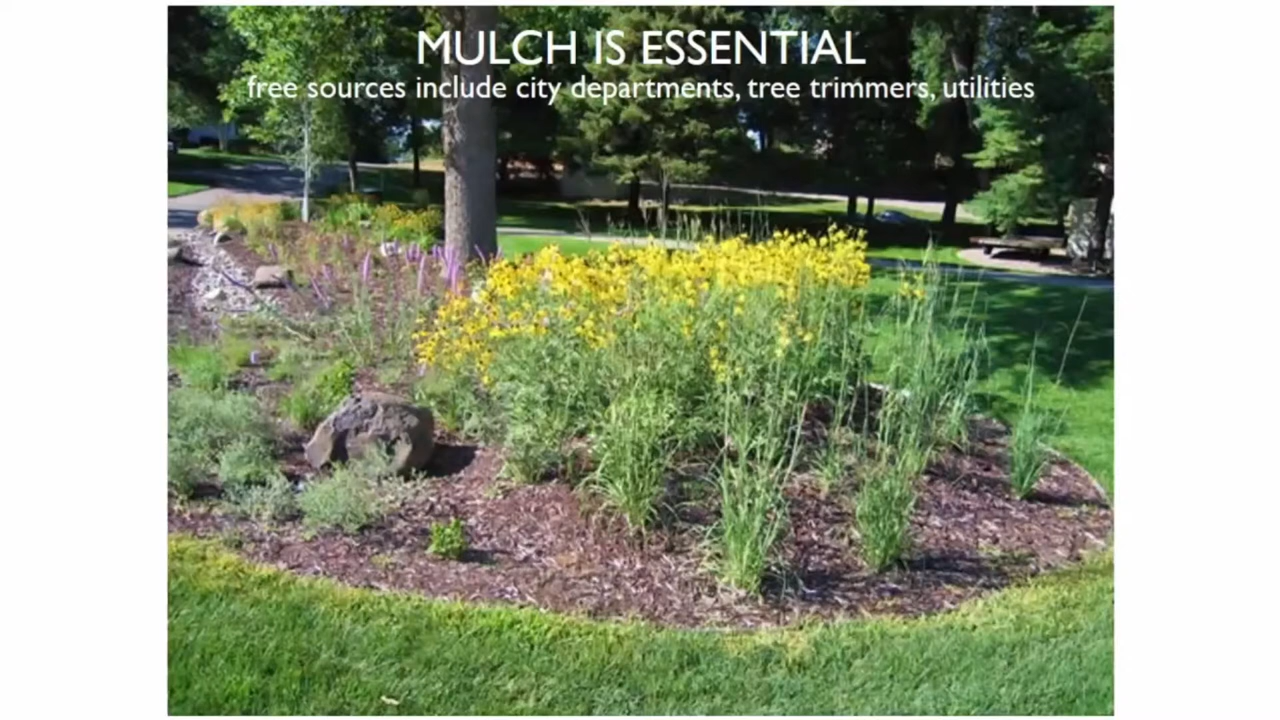 MULCH IS ESSENTIAL
free sources include city departments, tree trimmers, utilities